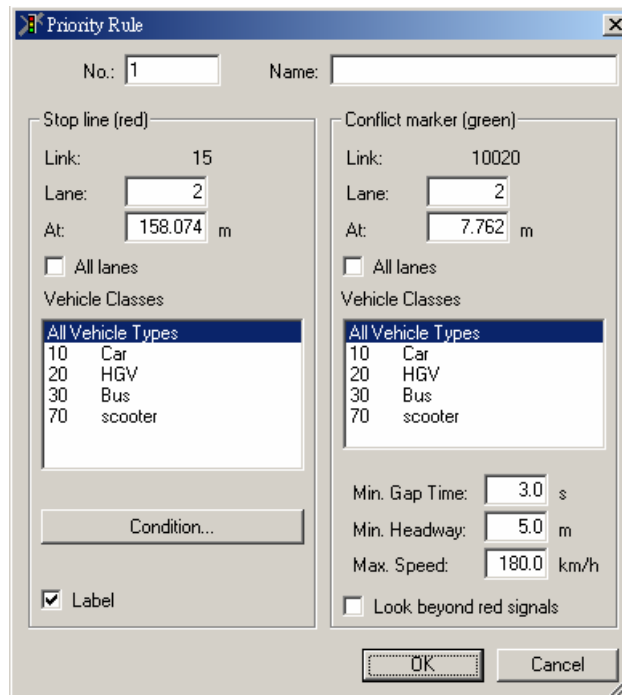 Priority Rule
No.: 1 Name:
Stop line (red)
Link: 15
Lane: 2
At: 158.074 m
All lanes
Vehicle Classes
All Vehicle Types
10 Car
20 HGV
30 Bus
70 scooter
Condition...
Label
Conflict marker (green)
Link: 10020
Lane: 2
At: 7.762 m
All lanes
Vehicle Classes
All Vehicle Types
10 Car
20 HGV
30 Bus
70 scooter
Min. Gap Time: 3.0 s
Min. Headway: 5.0 m
Max. Speed: 180.0 km/h
Look beyond red signals
OK Cancel